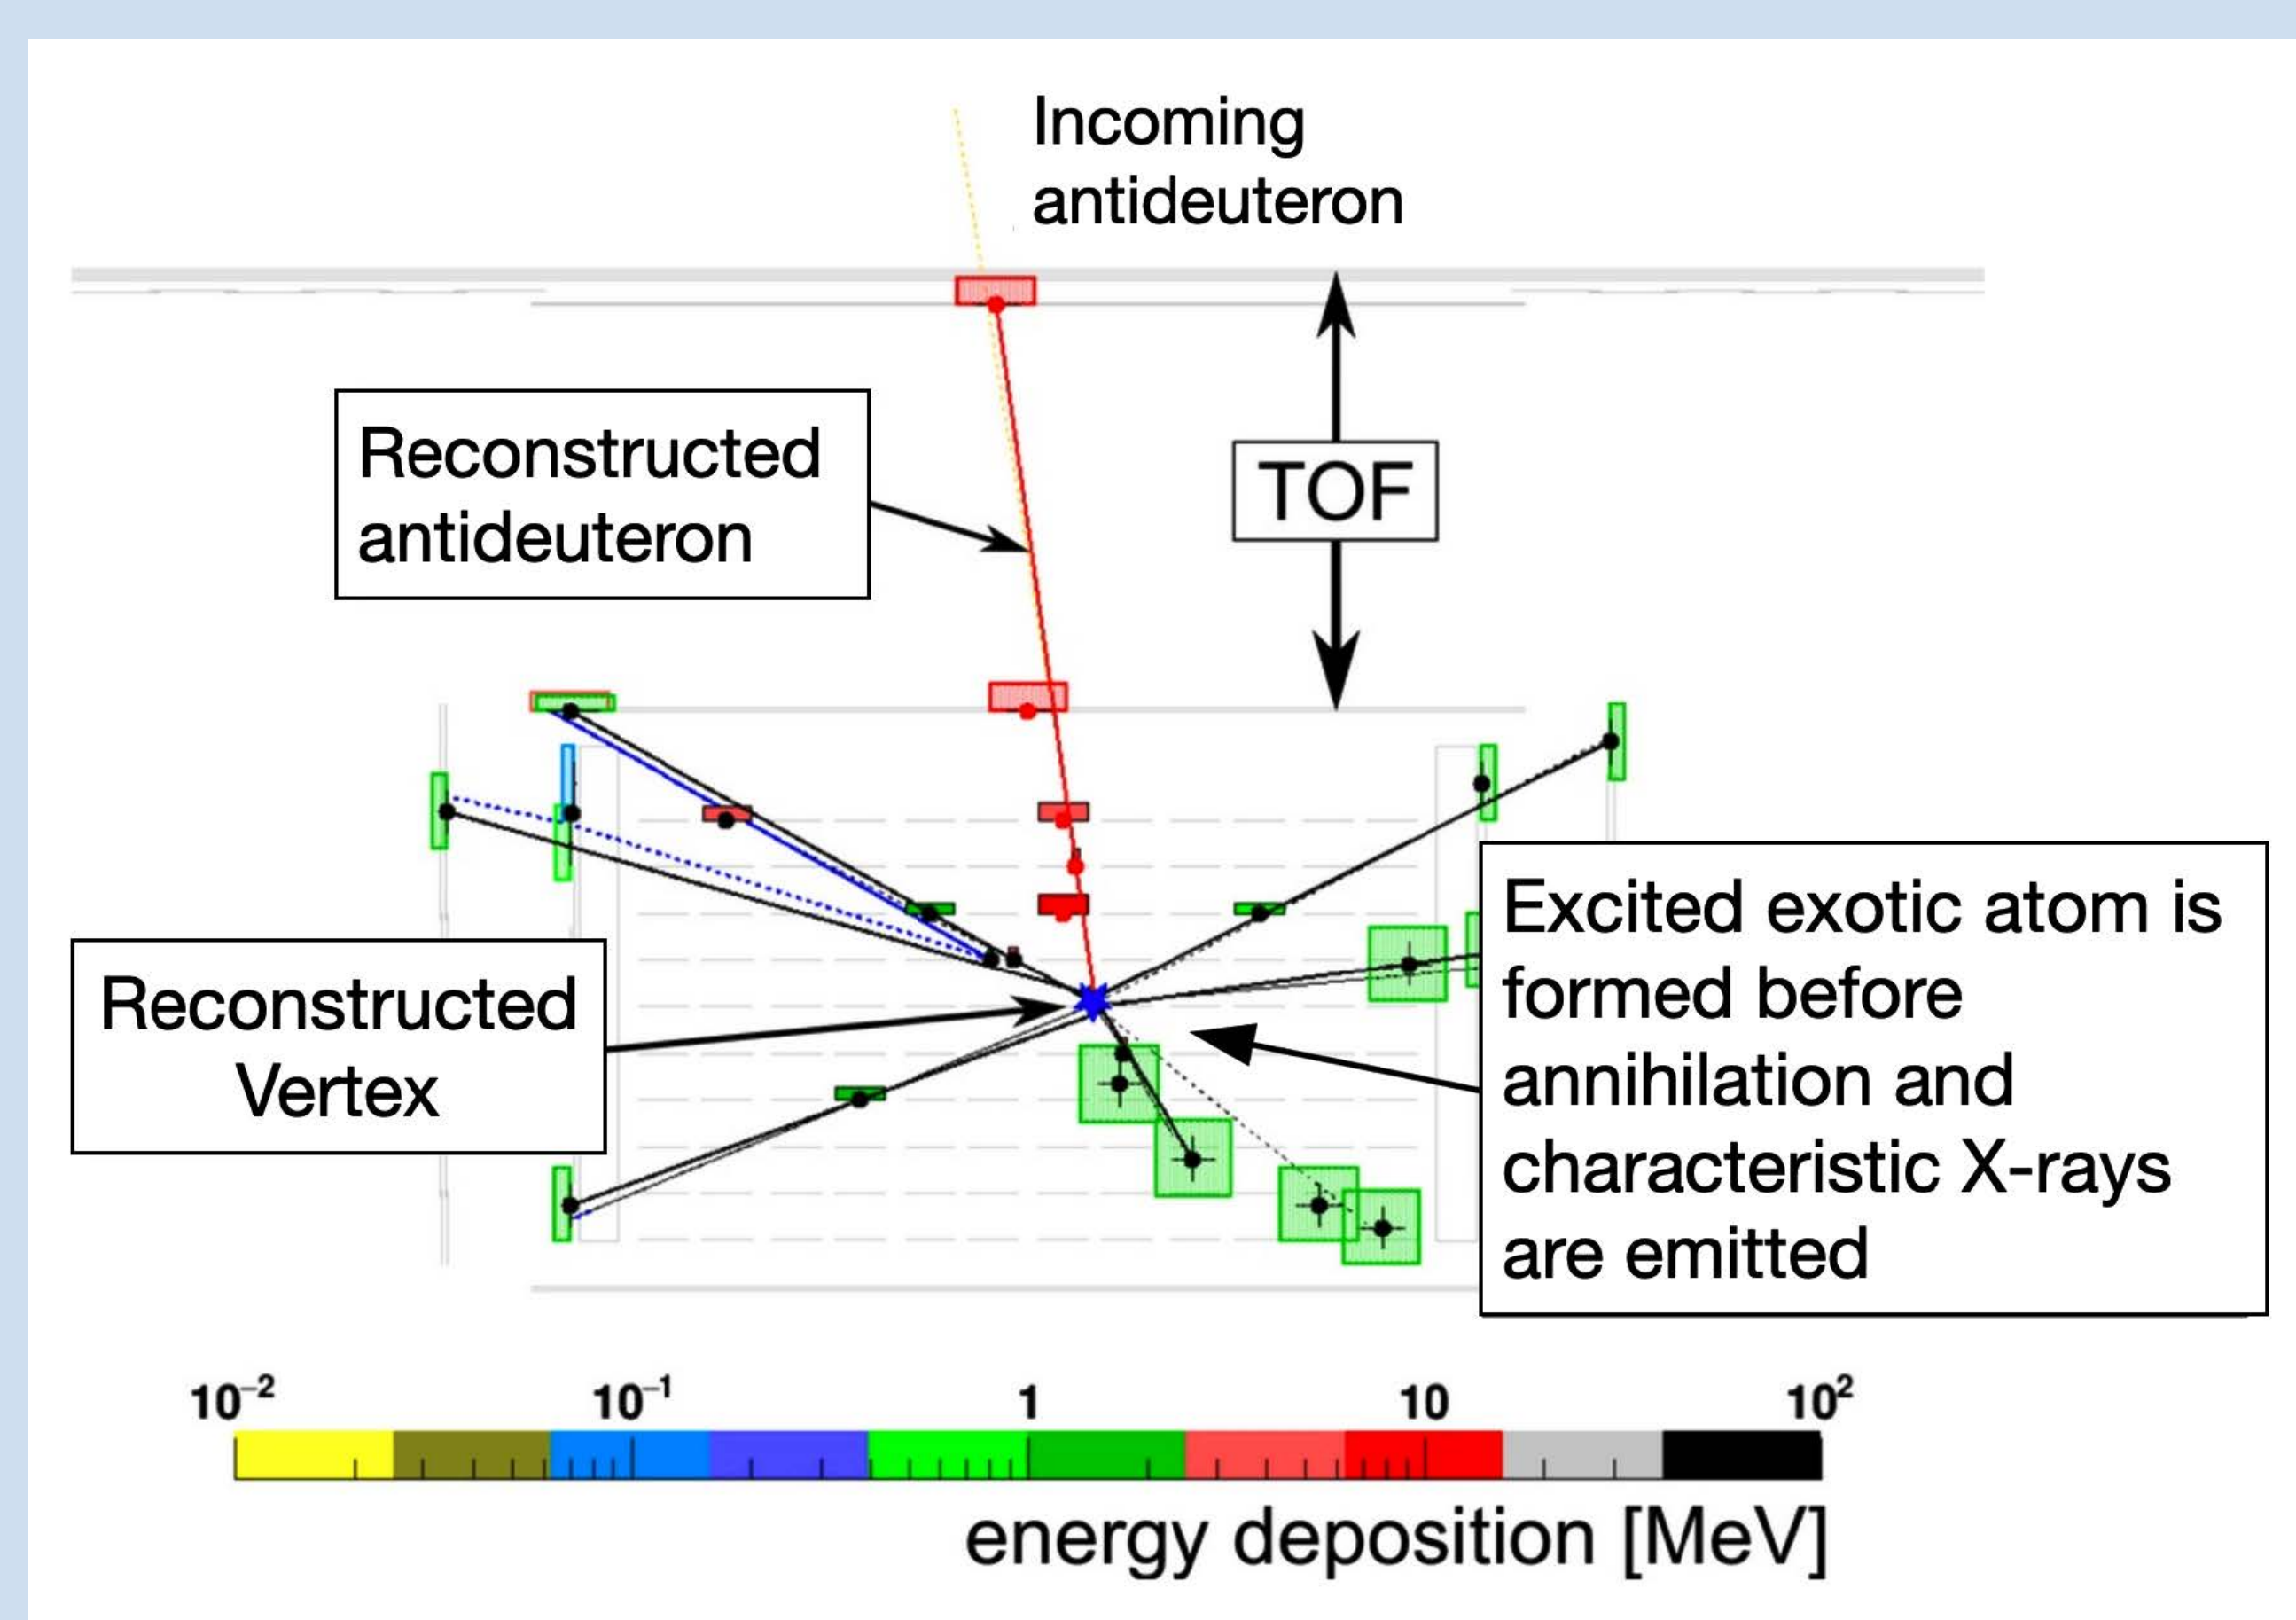 Incoming
antideuteron
Reconstructed
antideuteron
TOF
Reconstructed
Vertex
Excited exotic atom is
formed before
annihilation and
characteristic X-rays
are emitted
10⁻² 10⁻¹ 1 10 10²
energy deposition [MeV]